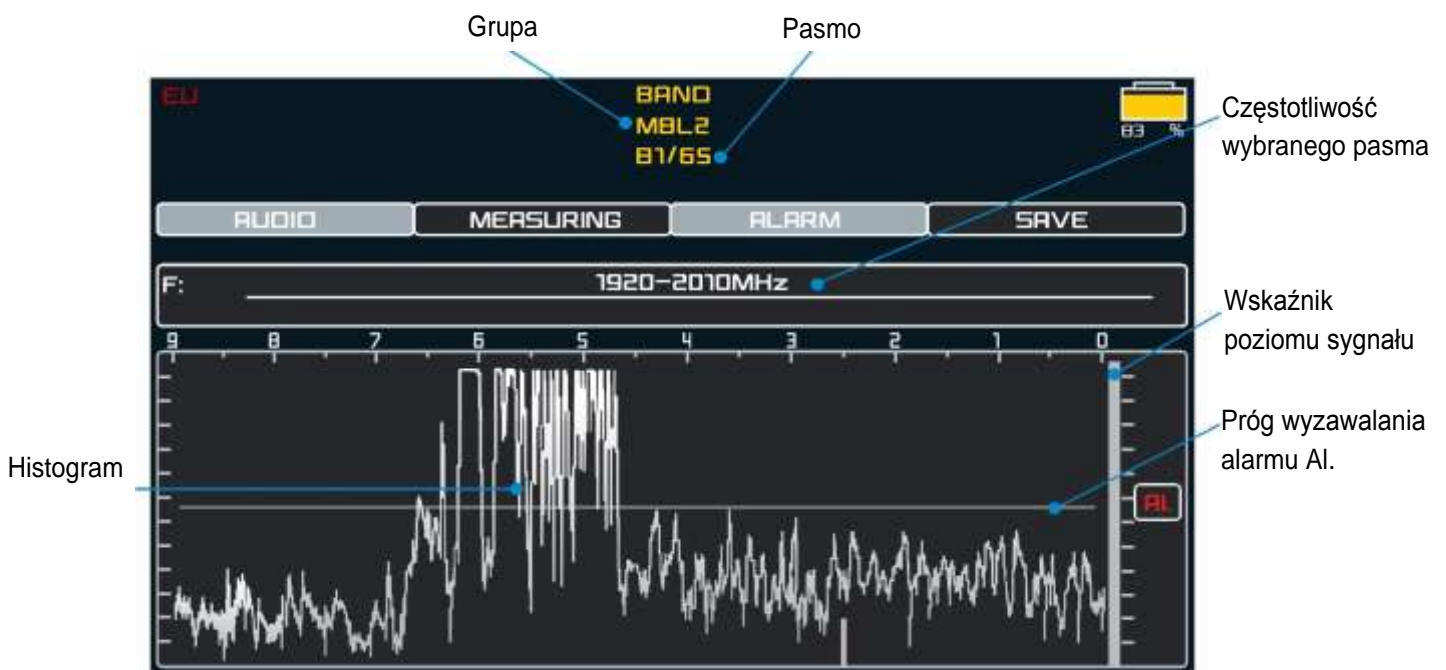 Grupa
Pasmo
EU
BAND
MBL2
B1/65
83 %
Częstotliwość
wybranego pasma
AUDIO
MEASURING
ALARM
SAVE
F:
1920-2010MHz
9 8 7 6 5 4 3 2 1 0
Wskaźnik
poziomu sygnału
Próg wyzawalania
alarmu Al.
Histogram
AL